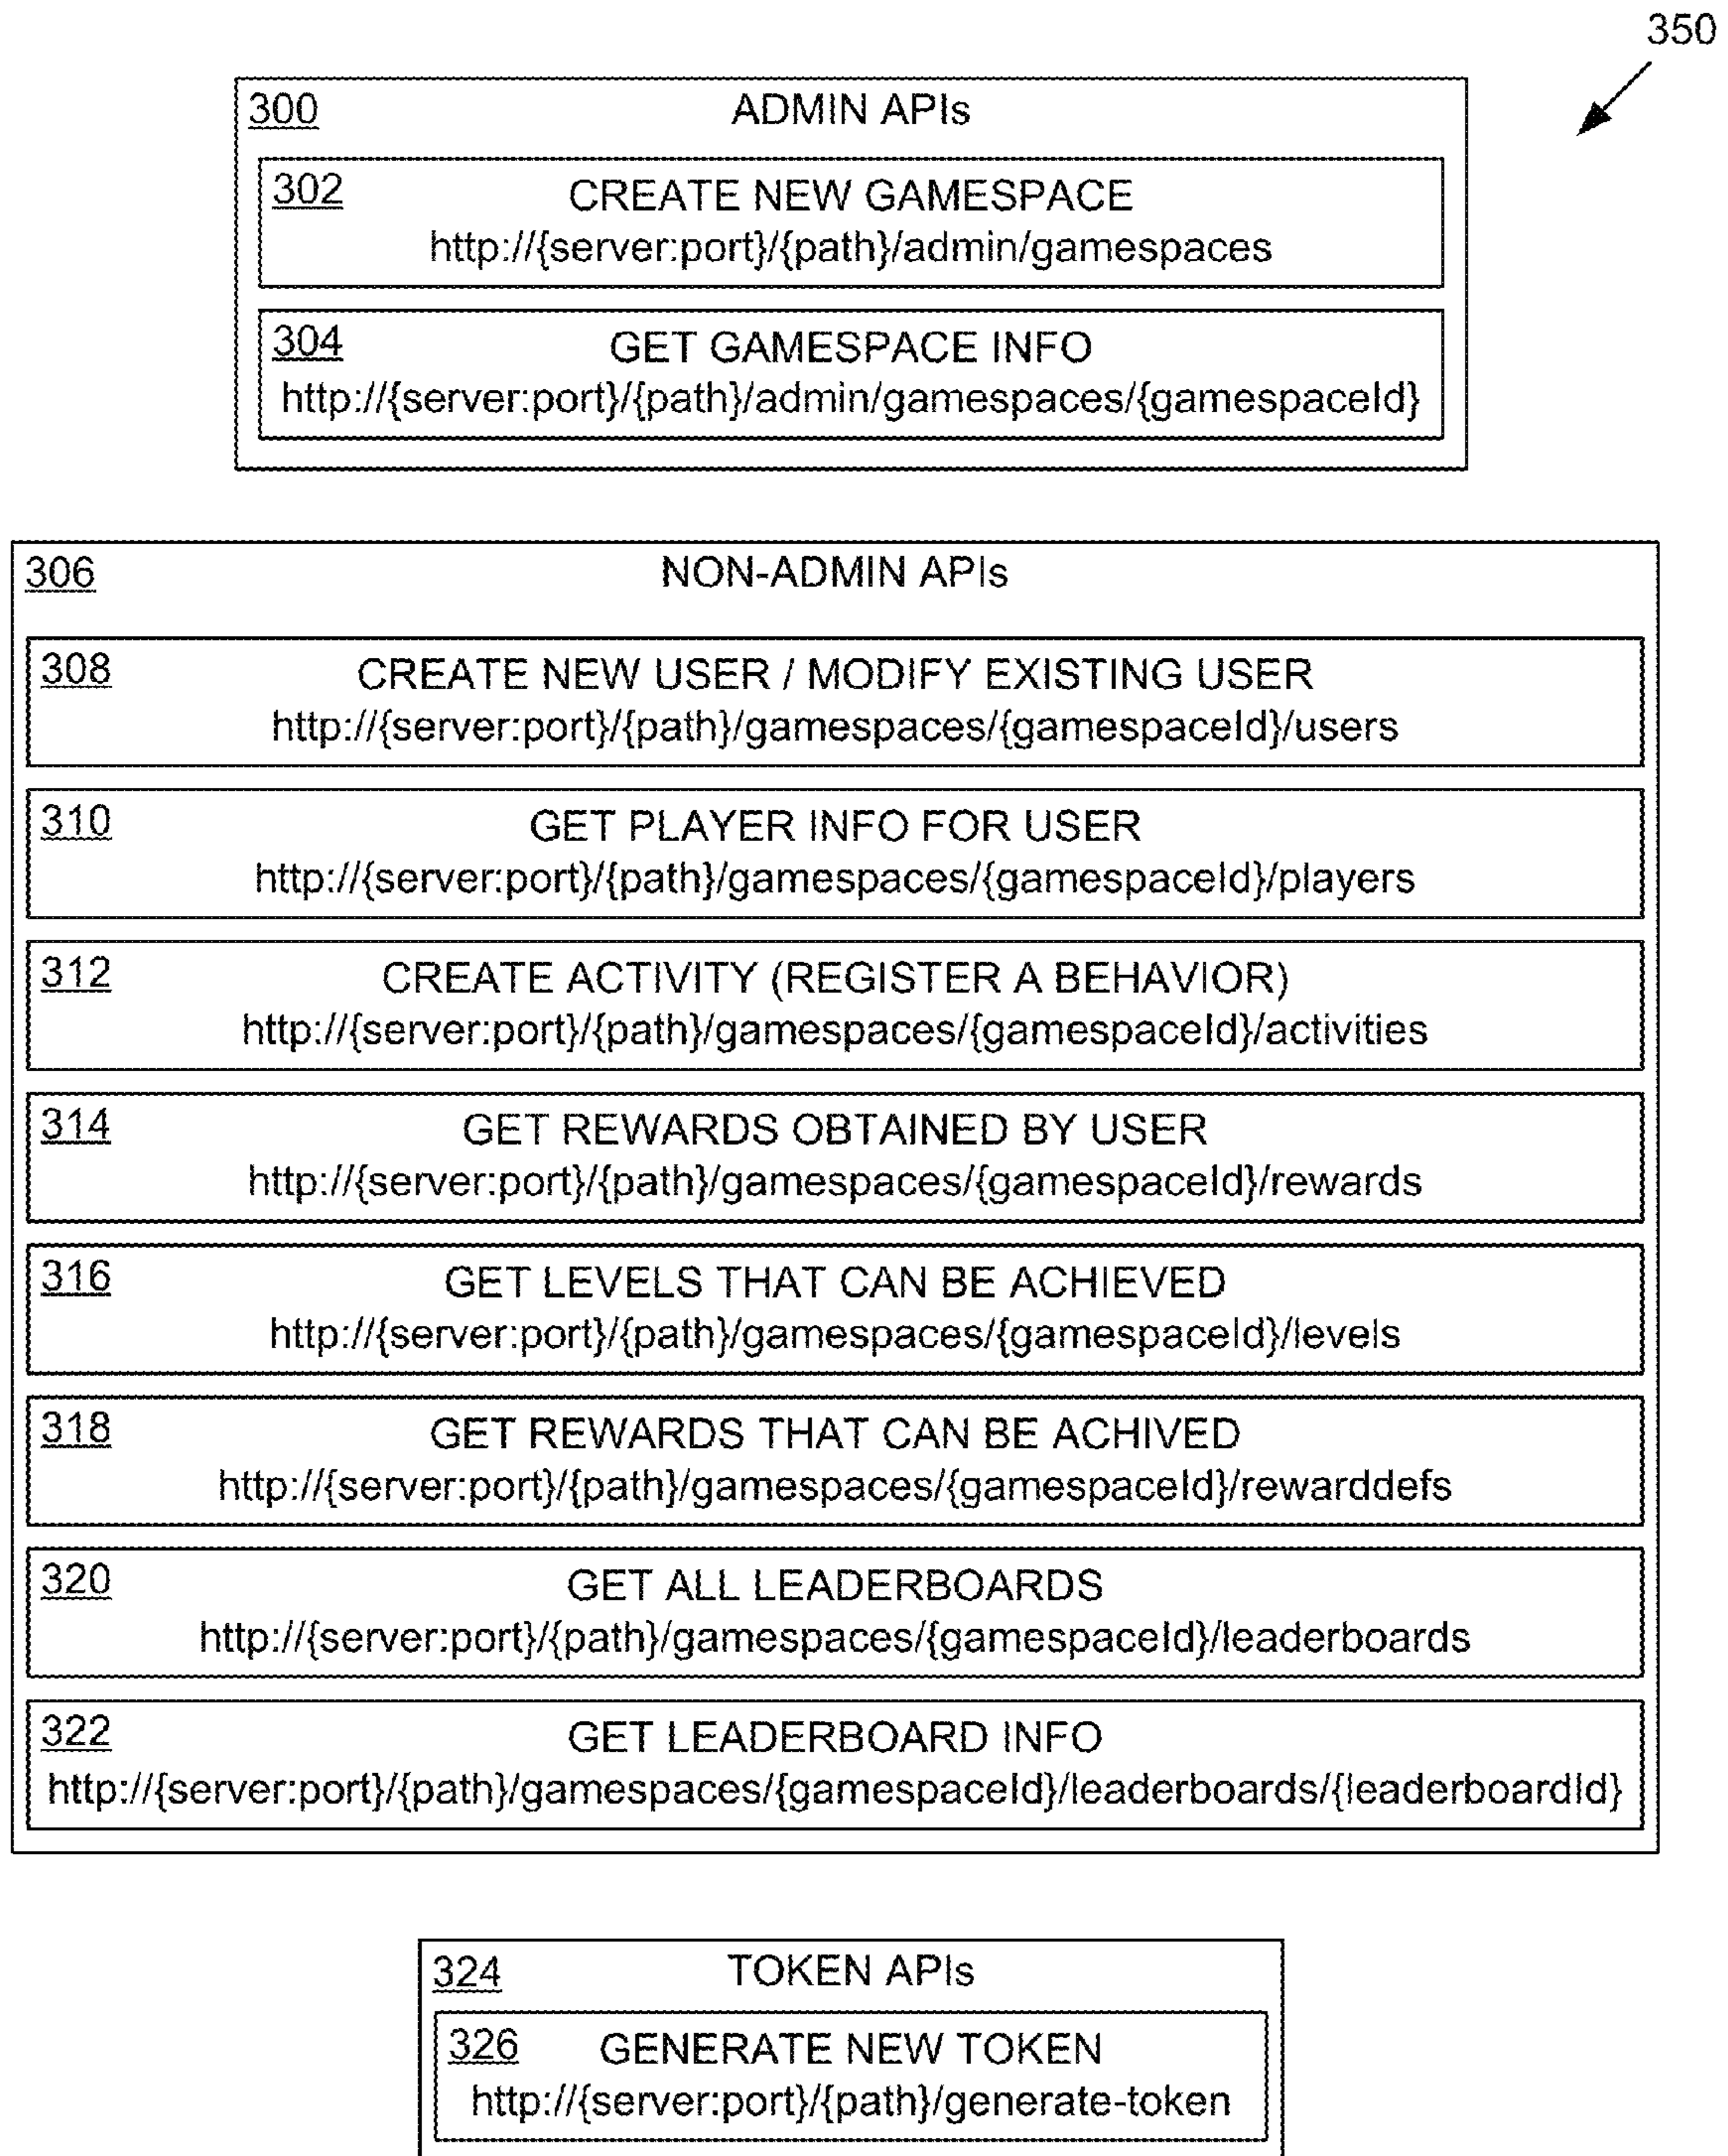 350
300 ADMIN APIs
302 CREATE NEW GAMESPACE
http://{server:port}/{path}/admin/gamespaces
304 GET GAMESPACE INFO
http://{server:port}/{path}/admin/gamespaces/{gamespaceId}
306 NON-ADMIN APIs
308 CREATE NEW USER / MODIFY EXISTING USER
http://{server:port}/{path}/gamespaces/{gamespaceId}/users
310 GET PLAYER INFO FOR USER
http://{server:port}/{path}/gamespaces/{gamespaceId}/players
312 CREATE ACTIVITY (REGISTER A BEHAVIOR)
http://{server:port}/{path}/gamespaces/{gamespaceId}/activities
314 GET REWARDS OBTAINED BY USER
http://{server:port}/{path}/gamespaces/{gamespaceId}/rewards
316 GET LEVELS THAT CAN BE ACHIEVED
http://{server:port}/{path}/gamespaces/{gamespaceId}/levels
318 GET REWARDS THAT CAN BE ACHIVED
http://{server:port}/{path}/gamespaces/{gamespaceId}/rewarddefs
320 GET ALL LEADERBOARDS
http://{server:port}/{path}/gamespaces/{gamespaceId}/leaderboards
322 GET LEADERBOARD INFO
http://{server:port}/{path}/gamespaces/{gamespaceId}/leaderboards/{leaderboardId}
324 TOKEN APIs
326 GENERATE NEW TOKEN
http://{server:port}/{path}/generate-token